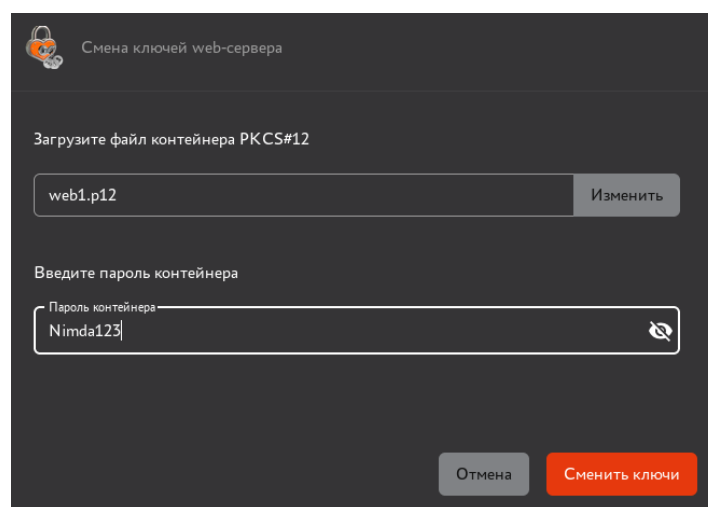 Смена ключей web-сервера
Загрузите файл контейнера PKCS#12
web1.p12
Изменить
Введите пароль контейнера
Пароль контейнера
Nimda123
Отмена
Сменить ключи